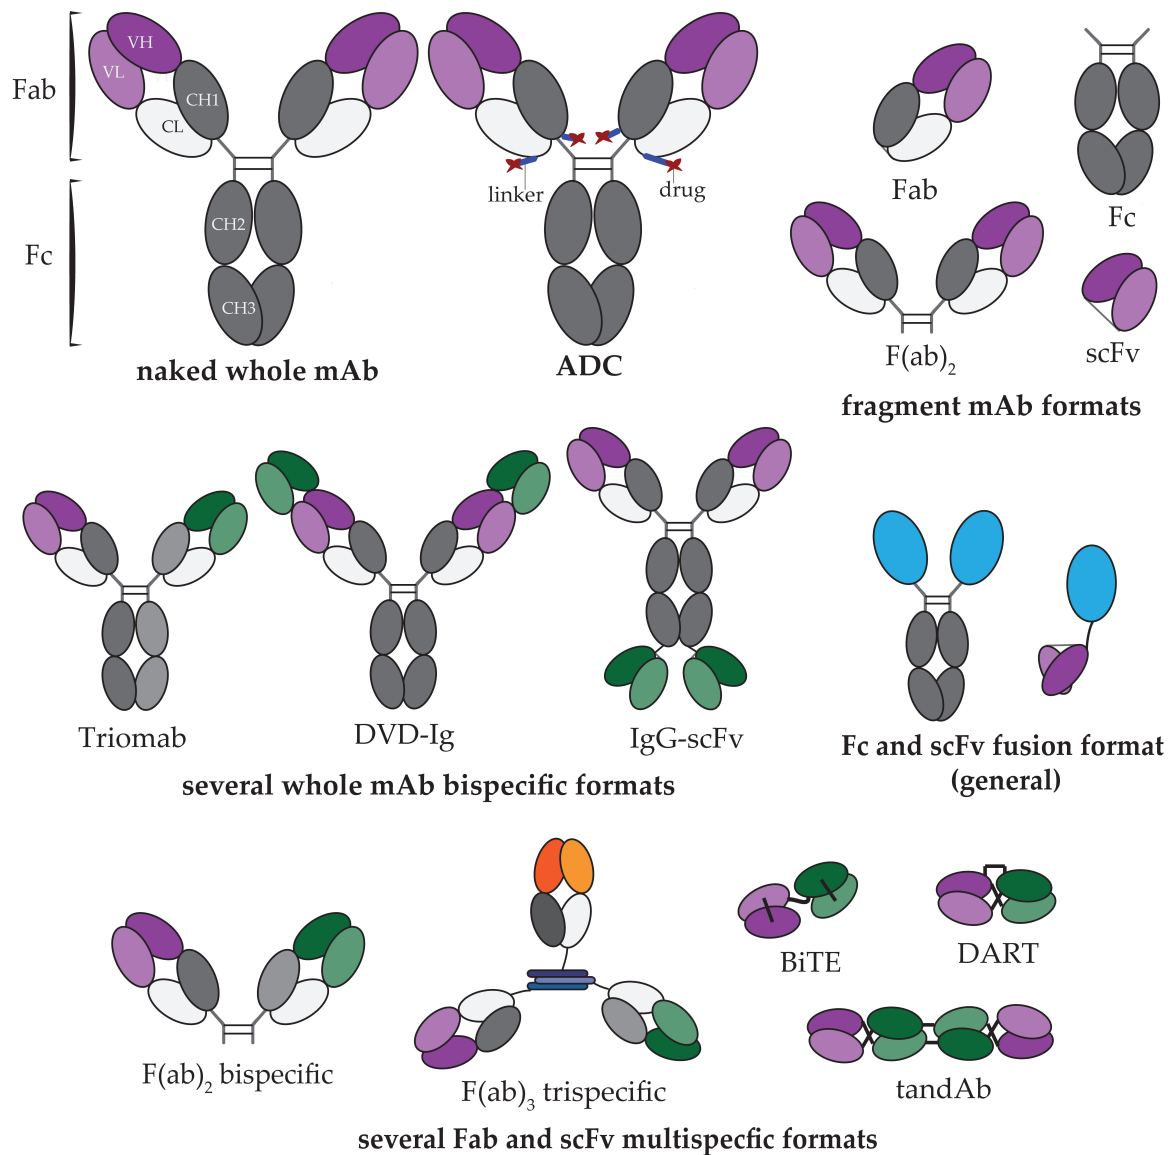 Fab
VH
VL
CH1
CL
Fc
CH2
CH3
naked whole mAb
linker
drug
ADC
Fab
Fc
F(ab)2
scFv
fragment mAb formats
Triomab
DVD-Ig
IgG-scFv
several whole mAb bispecific formats
Fc and scFv fusion format
(general)
F(ab)2 bispecific
F(ab)3 trispecific
BiTE
DART
tandAb
several Fab and scFv multispecfic formats